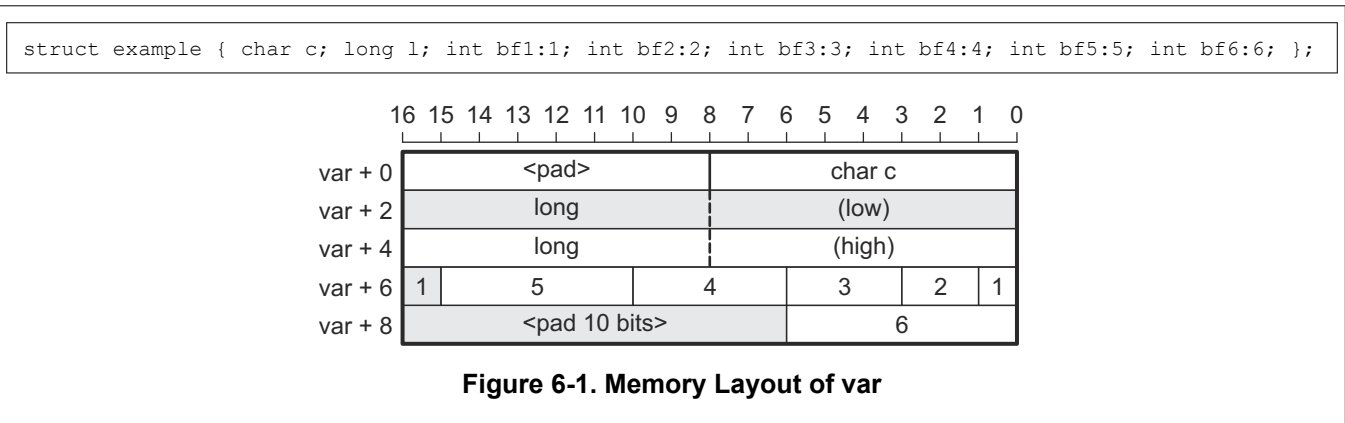 struct example { char c; long l; int bf1:1; int bf2:2; int bf3:3; int bf4:4; int bf5:5; int bf6:6; };
16 15 14 13 12 11 10 9 8 7 6 5 4 3 2 1 0
var + 0 <pad> char c
var + 2 long (low)
var + 4 long (high)
var + 6 1 5 4 3 2 1
var + 8 <pad 10 bits> 6
Figure 6-1. Memory Layout of var